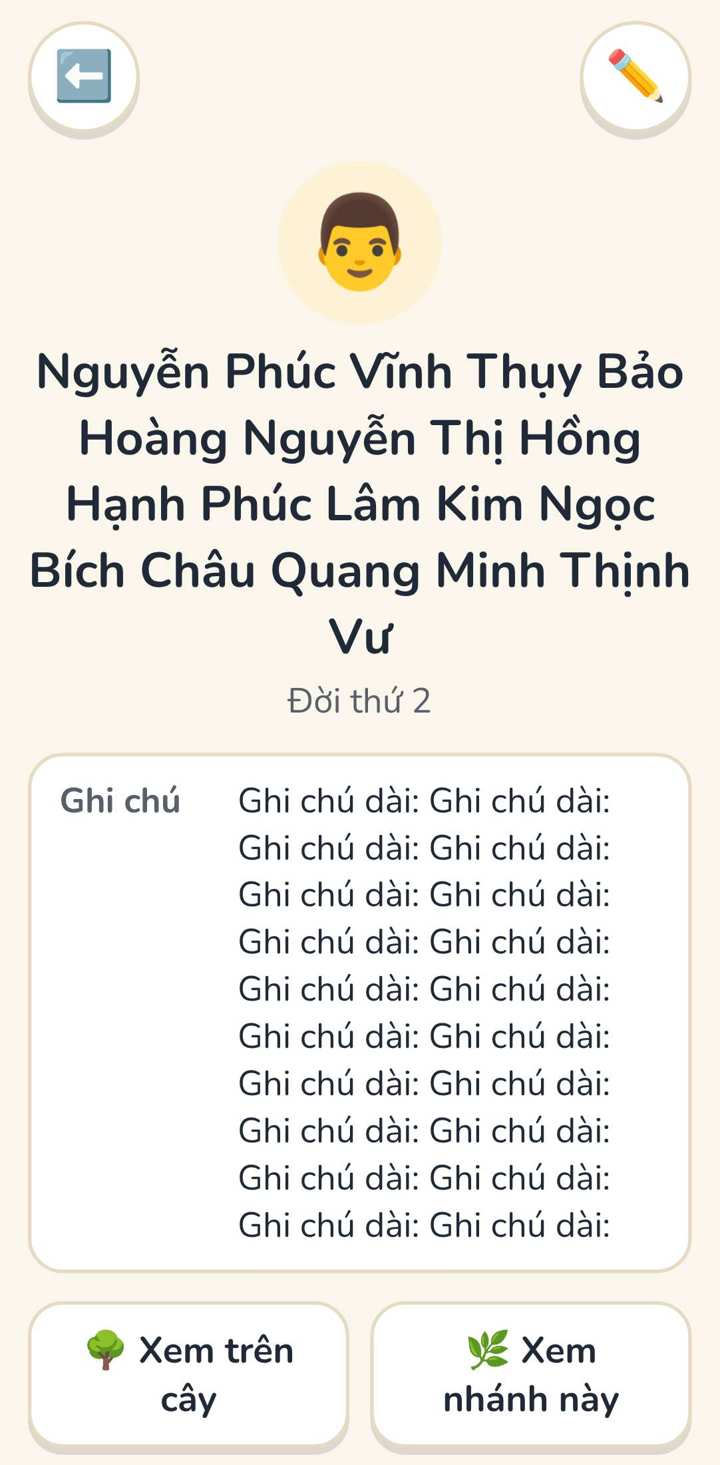 Nguyễn Phúc Vĩnh Thụy Bảo
Hoàng Nguyễn Thị Hồng
Hạnh Phúc Lâm Kim Ngọc
Bích Châu Quang Minh Thịnh
Vư
Đời thứ 2
Ghi chú
Ghi chú dài: Ghi chú dài:
Ghi chú dài: Ghi chú dài:
Ghi chú dài: Ghi chú dài:
Ghi chú dài: Ghi chú dài:
Ghi chú dài: Ghi chú dài:
Ghi chú dài: Ghi chú dài:
Ghi chú dài: Ghi chú dài:
Ghi chú dài: Ghi chú dài:
Ghi chú dài: Ghi chú dài:
Ghi chú dài: Ghi chú dài:
Xem trên
cây
Xem
nhánh này